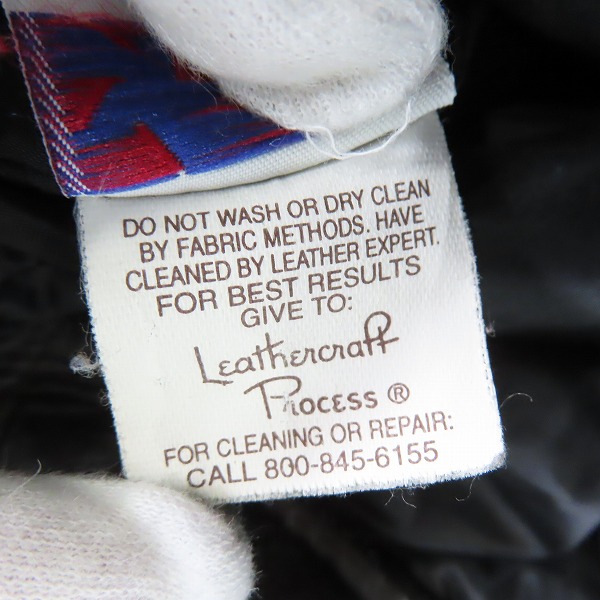 DO NOT WASH OR DRY CLEAN
BY FABRIC METHODS. HAVE
CLEANED BY LEATHER EXPERT.
FOR BEST RESULTS
GIVE TO:
Leathercraft
Process ®
FOR CLEANING OR REPAIR:
CALL 800-845-6155